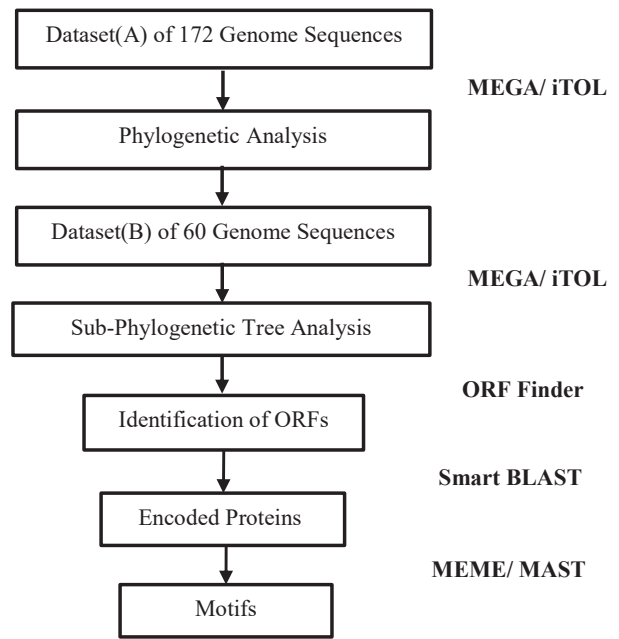 Dataset(A) of 172 Genome Sequences
MEGA/ iTOL
Phylogenetic Analysis
Dataset(B) of 60 Genome Sequences
MEGA/ iTOL
Sub-Phylogenetic Tree Analysis
ORF Finder
Identification of ORFs
Smart BLAST
Encoded Proteins
MEME/ MAST
Motifs